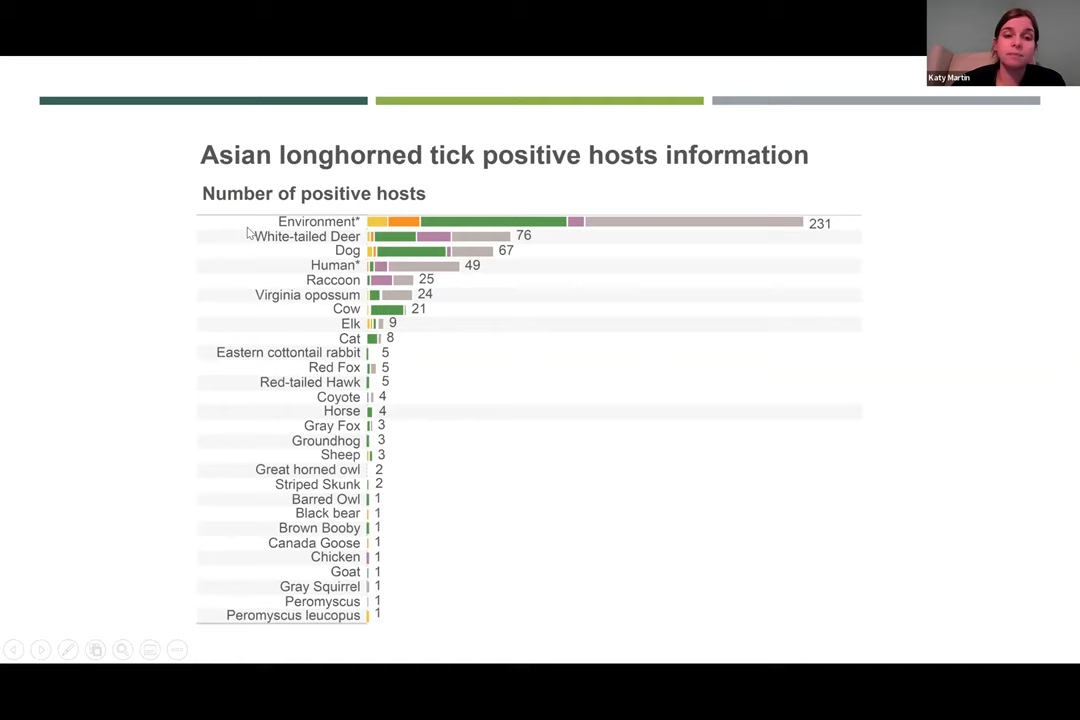 Katy Martin
Asian longhorned tick positive hosts information
Number of positive hosts
Environment* 231
White-tailed Deer 76
Dog 67
Human* 49
Raccoon 25
Virginia opossum 24
Cow 21
Elk 9
Cat 8
Eastern cottontail rabbit 5
Red Fox 5
Red-tailed Hawk 5
Coyote 4
Horse 4
Gray Fox 3
Groundhog 3
Sheep 3
Great horned owl 2
Striped Skunk 2
Barred Owl 1
Black bear 1
Brown Booby 1
Canada Goose 1
Chicken 1
Goat 1
Gray Squirrel 1
Peromyscus 1
Peromyscus leucopus 1